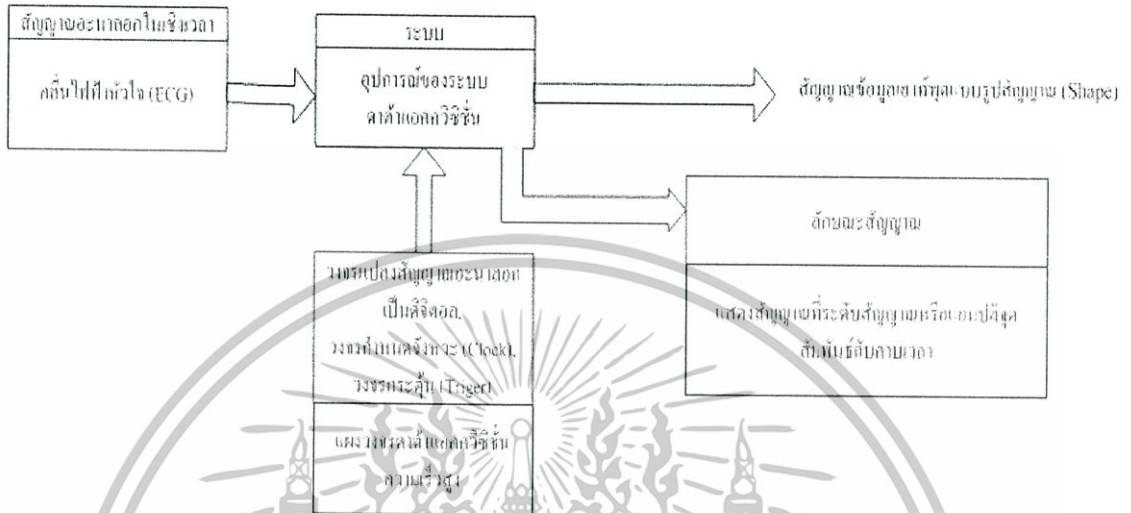 สัญญาณอะนาลอกในเชิงเวลา
คลื่นไฟฟ้าหัวใจ (ECG)
ระบบ
อุปกรณ์ของระบบ
ดาต้าแอคควิซิชั่น
สัญญาณข้อมูลเอาท์พุตแบบรูปสัญญาณ (Shape)
ลักษณะสัญญาณ
แสดงสัญญาณที่ระดับสัญญาณหรือแอมปลิจูด
สัมพันธ์กับคาบเวลา
วงจรแปลงสัญญาณอะนาลอก
เป็นดิจิตอล,
วงจรกำหนดจังหวะ (Clock),
วงจรกระตุ้น (Triger)
แผงวงจรดาต้าแอคควิซิชั่น
ความเร็วสูง